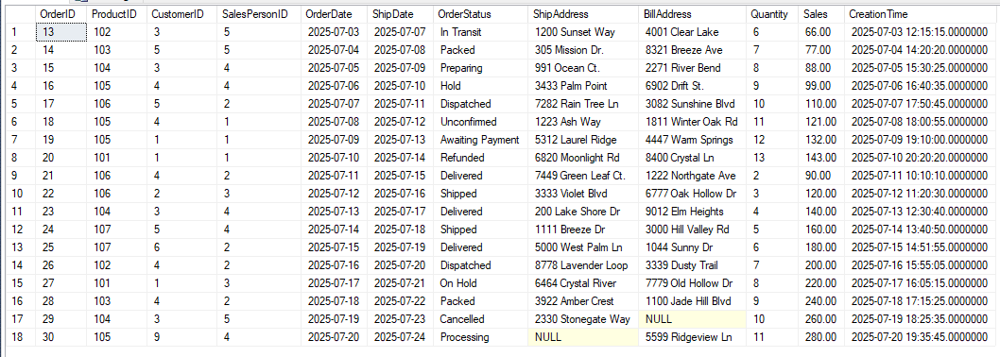 OrderID ProductID CustomerID SalesPersonID OrderDate ShipDate OrderStatus ShipAddress BillAddress Quantity Sales CreationTime
1 13 102 3 5 2025-07-03 2025-07-07 In Transit 1200 Sunset Way 4001 Clear Lake 6 66.00 2025-07-03 12:15:15.0000000
2 14 103 5 5 2025-07-04 2025-07-08 Packed 305 Mission Dr. 8321 Breeze Ave 7 77.00 2025-07-04 14:20:20.0000000
3 15 104 3 4 2025-07-05 2025-07-09 Preparing 991 Ocean Ct. 2271 River Bend 8 88.00 2025-07-05 15:30:25.0000000
4 16 105 4 4 2025-07-06 2025-07-10 Hold 3433 Palm Point 6902 Drift St. 9 99.00 2025-07-06 16:40:35.0000000
5 17 106 5 2 2025-07-07 2025-07-11 Dispatched 7282 Rain Tree Ln 3082 Sunshine Blvd 10 110.00 2025-07-07 17:50:45.0000000
6 18 105 4 1 2025-07-08 2025-07-12 Unconfirmed 1223 Ash Way 1811 Winter Oak Rd 11 121.00 2025-07-08 18:00:55.0000000
7 19 105 1 1 2025-07-09 2025-07-13 Awaiting Payment 5312 Laurel Ridge 4447 Warm Springs 12 132.00 2025-07-09 19:10:00.0000000
8 20 101 1 1 2025-07-10 2025-07-14 Refunded 6820 Moonlight Rd 8400 Crystal Ln 13 143.00 2025-07-10 20:20:20.0000000
9 21 106 4 2 2025-07-11 2025-07-15 Delivered 7449 Green Leaf Ct. 1222 Northgate Ave 2 90.00 2025-07-11 10:10:10.0000000
10 22 106 2 3 2025-07-12 2025-07-16 Shipped 3333 Violet Blvd 6777 Oak Hollow Dr 3 120.00 2025-07-12 11:20:30.0000000
11 23 104 3 4 2025-07-13 2025-07-17 Delivered 200 Lake Shore Dr 9012 Elm Heights 4 140.00 2025-07-13 12:30:40.0000000
12 24 107 5 4 2025-07-14 2025-07-18 Shipped 1111 Breeze Dr 3000 Hill Valley Rd 5 160.00 2025-07-14 13:40:50.0000000
13 25 107 6 2 2025-07-15 2025-07-19 Delivered 5000 West Palm Ln 1044 Sunny Dr 6 180.00 2025-07-15 14:51:55.0000000
14 26 102 4 2 2025-07-16 2025-07-20 Dispatched 8778 Lavender Loop 3339 Dusty Trail 7 200.00 2025-07-16 15:55:05.0000000
15 27 101 1 3 2025-07-17 2025-07-21 On Hold 6464 Crystal River 7779 Old Hollow Dr 8 220.00 2025-07-17 16:05:15.0000000
16 28 103 4 2 2025-07-18 2025-07-22 Packed 3922 Amber Crest 1100 Jade Hill Blvd 9 240.00 2025-07-18 17:15:25.0000000
17 29 104 3 5 2025-07-19 2025-07-23 Cancelled 2330 Stonegate Way NULL 10 260.00 2025-07-19 18:25:35.0000000
18 30 105 9 4 2025-07-20 2025-07-24 Processing NULL 5599 Ridgeview Ln 11 280.00 2025-07-20 19:35:45.0000000